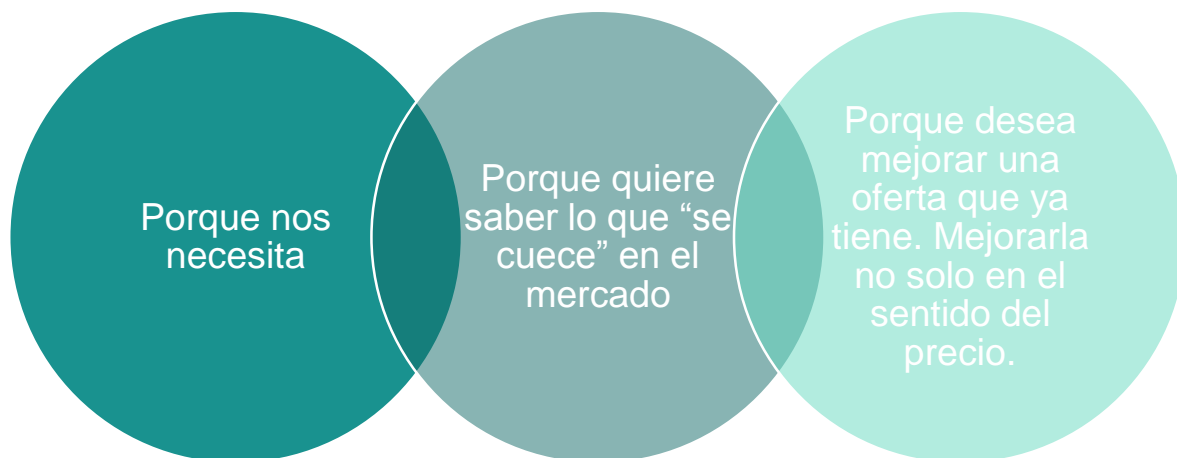 Porque nos
necesita
Porque quiere
saber lo que “se
cuece” en el
mercado
Porque desea
mejorar una
oferta que ya
tiene. Mejorarla
no solo en el
sentido del
precio.